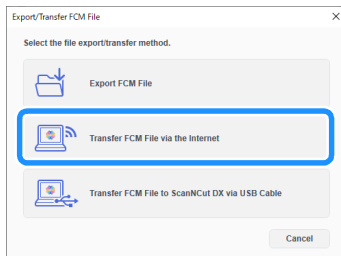 Export/Transfer FCM File
Select the file export/transfer method.
Export FCM File
Transfer FCM File via the Internet
Transfer FCM File to ScanNCut DX via USB Cable
Cancel